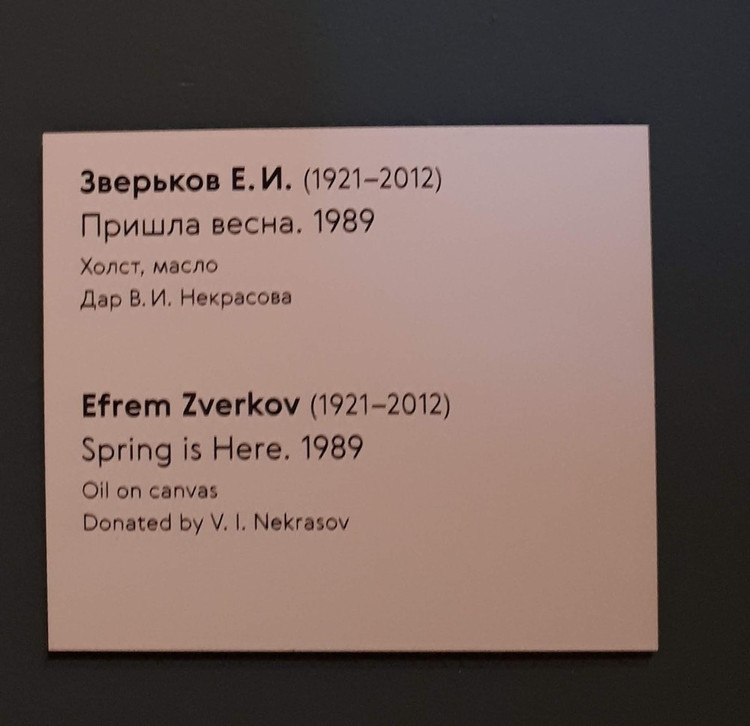 Зверьков Е. И. (1921–2012)
Пришла весна. 1989
Холст, масло
Дар В. И. Некрасова
Efrem Zverkov (1921–2012)
Spring is Here. 1989
Oil on canvas
Donated by V. I. Nekrasov